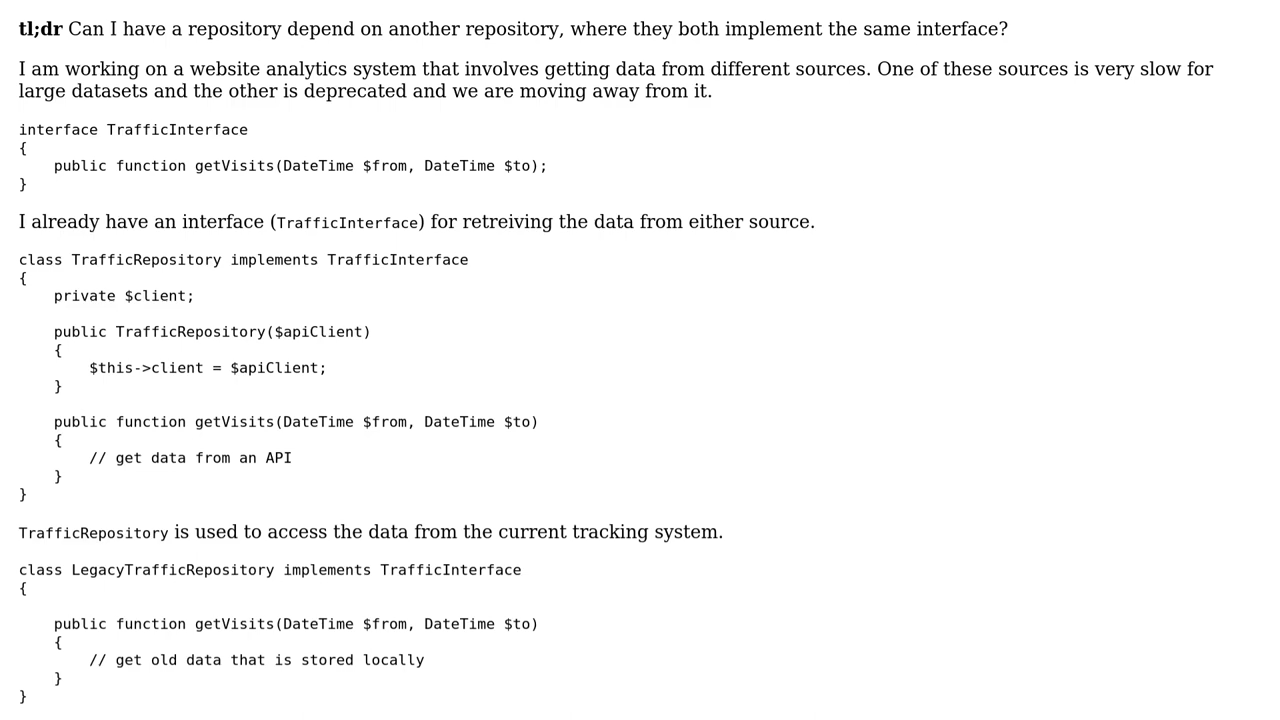 tl;dr Can I have a repository depend on another repository, where they both implement the same interface?
I am working on a website analytics system that involves getting data from different sources. One of these sources is very slow for
large datasets and the other is deprecated and we are moving away from it.
interface TrafficInterface
{
    public function getVisits(DateTime $from, DateTime $to);
}
I already have an interface (TrafficInterface) for retreiving the data from either source.
class TrafficRepository implements TrafficInterface
{
    private $client;
    public TrafficRepository($apiClient)
    {
        $this->client = $apiClient;
    }
    public function getVisits(DateTime $from, DateTime $to)
    {
        // get data from an API
    }
}
TrafficRepository is used to access the data from the current tracking system.
class LegacyTrafficRepository implements TrafficInterface
{
    public function getVisits(DateTime $from, DateTime $to)
    {
        // get old data that is stored locally
    }
}